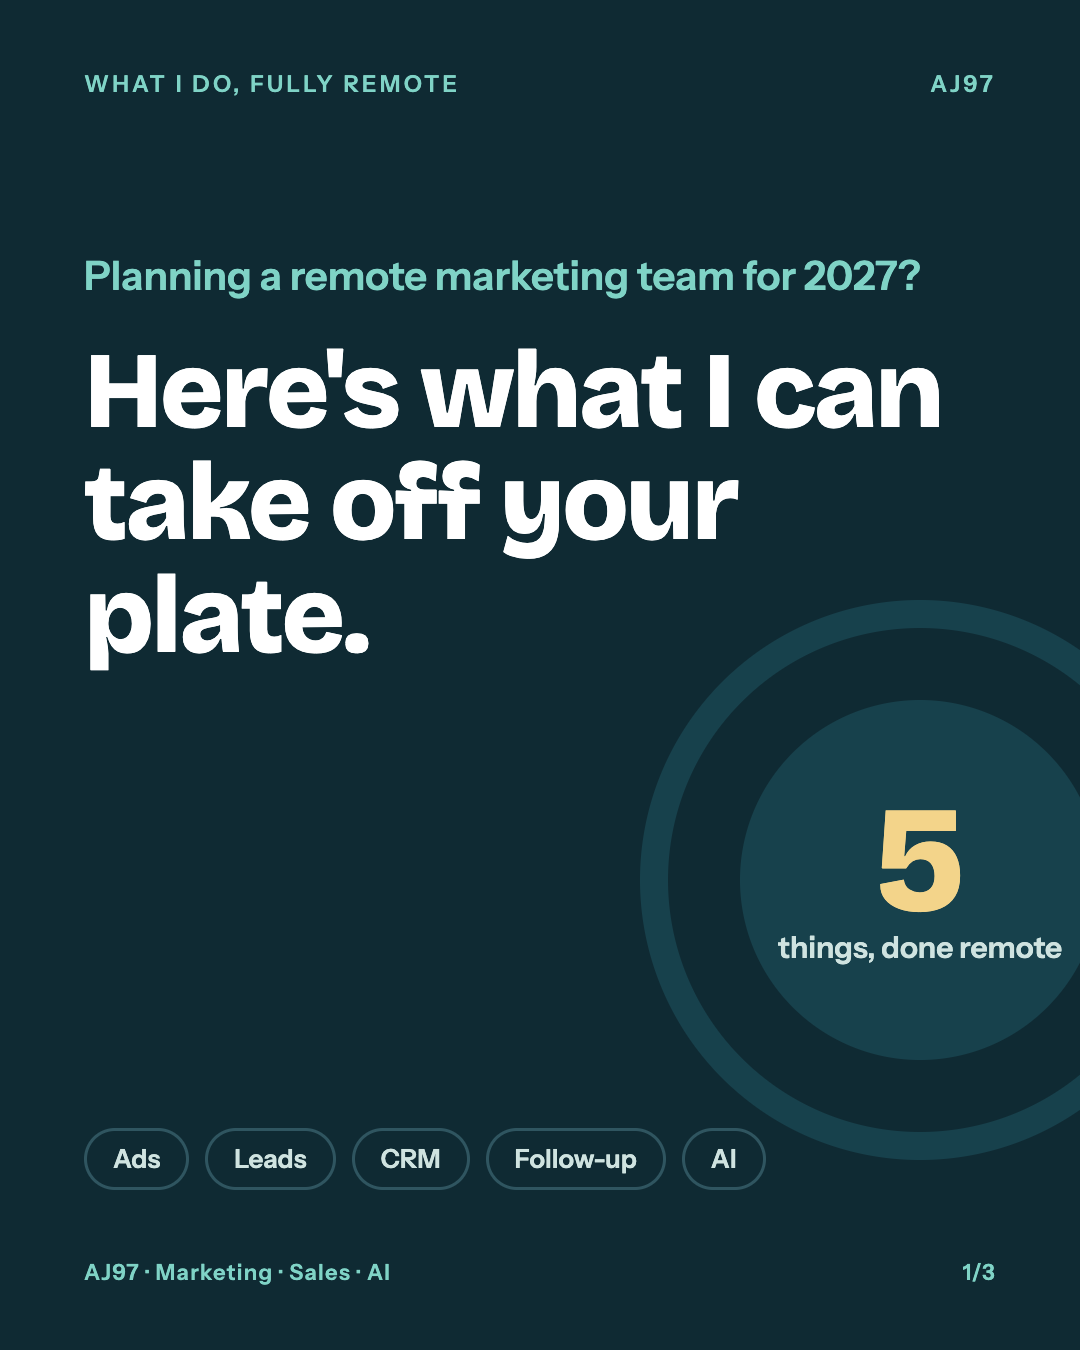 WHAT I DO, FULLY REMOTE
AJ97
Planning a remote marketing team for 2027?
Here's what I can
take off your
plate.
5
things, done remote
Ads
Leads
CRM
Follow-up
AI
AJ97 · Marketing · Sales · AI
1/3